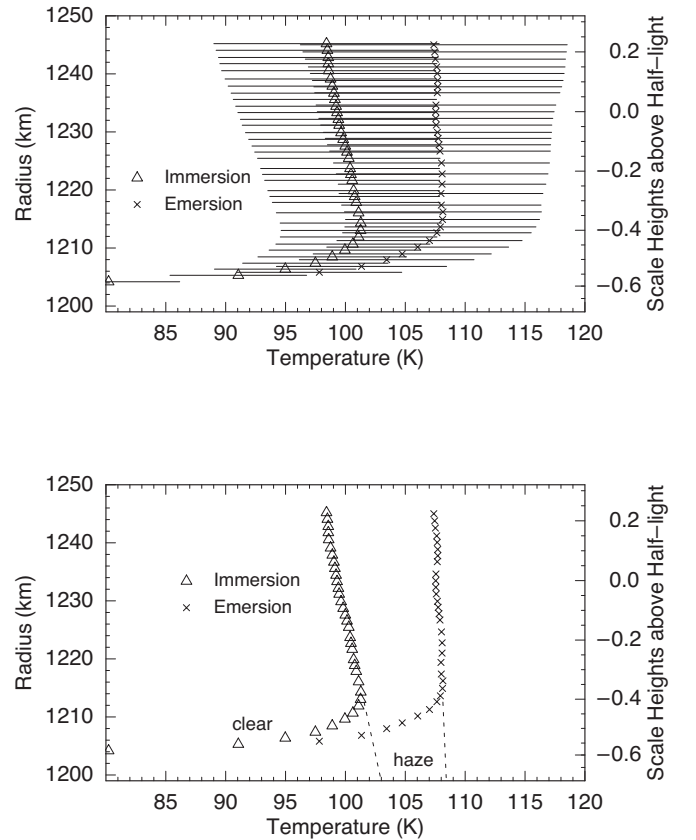 1250
1240
1230
1220
1210
1200
Radius (km)
0.2
0.0
−0.2
−0.4
−0.6
Scale Heights above Half−light
Immersion
Emersion
85 90 95 100 105 110 115 120
Temperature (K)
1250
1240
1230
1220
1210
1200
Radius (km)
0.2
0.0
−0.2
−0.4
−0.6
Scale Heights above Half−light
Immersion
Emersion
clear
haze
85 90 95 100 105 110 115 120
Temperature (K)